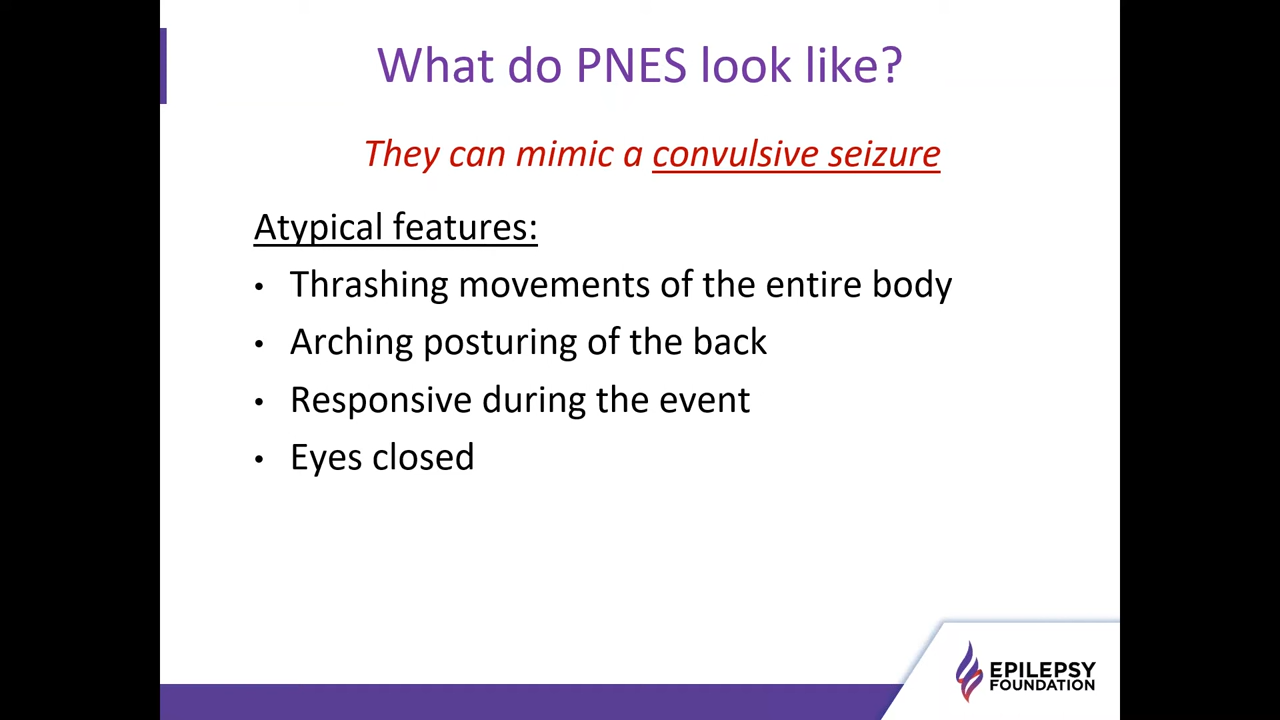 What do PNES look like?
They can mimic a convulsive seizure
Atypical features:
• Thrashing movements of the entire body
• Arching posturing of the back
• Responsive during the event
• Eyes closed
EPILEPSY
FOUNDATION